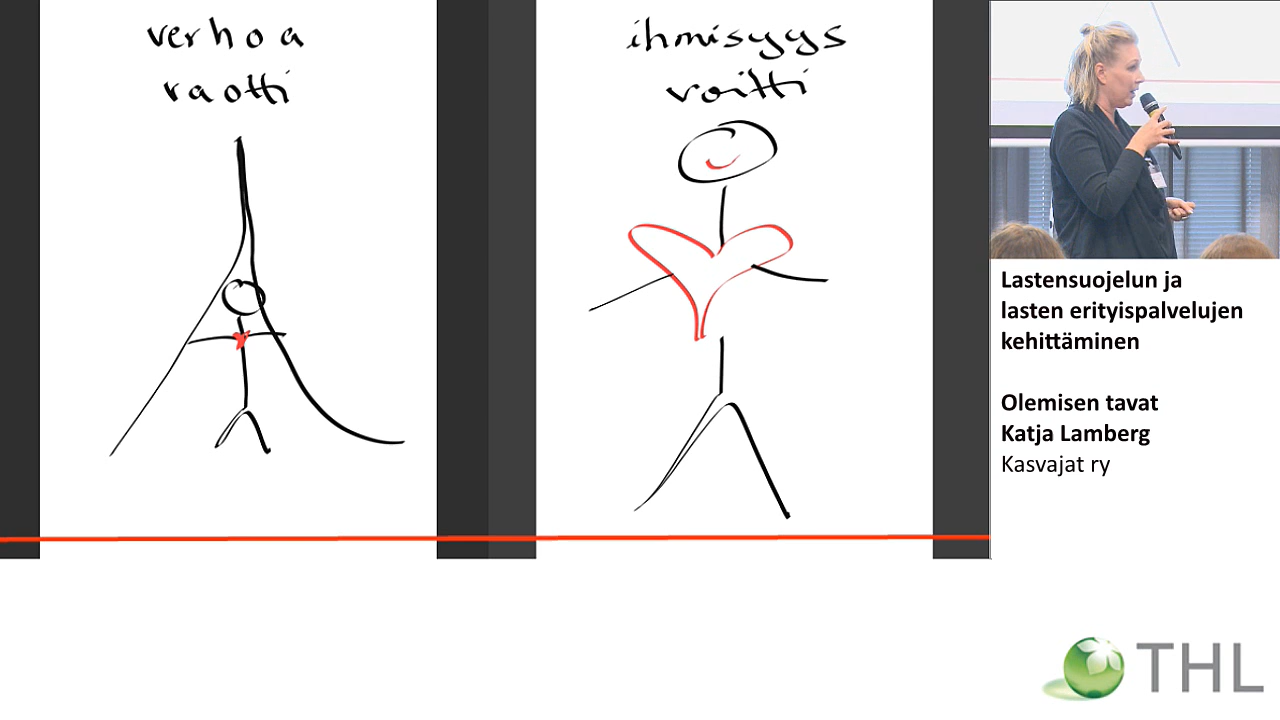 verhoa
raotti
ihmisyys
voitti
Lastensuojelun ja
lasten erityispalvelujen
kehittäminen
Olemisen tavat
Katja Lamberg
Kasvajat ry
THL